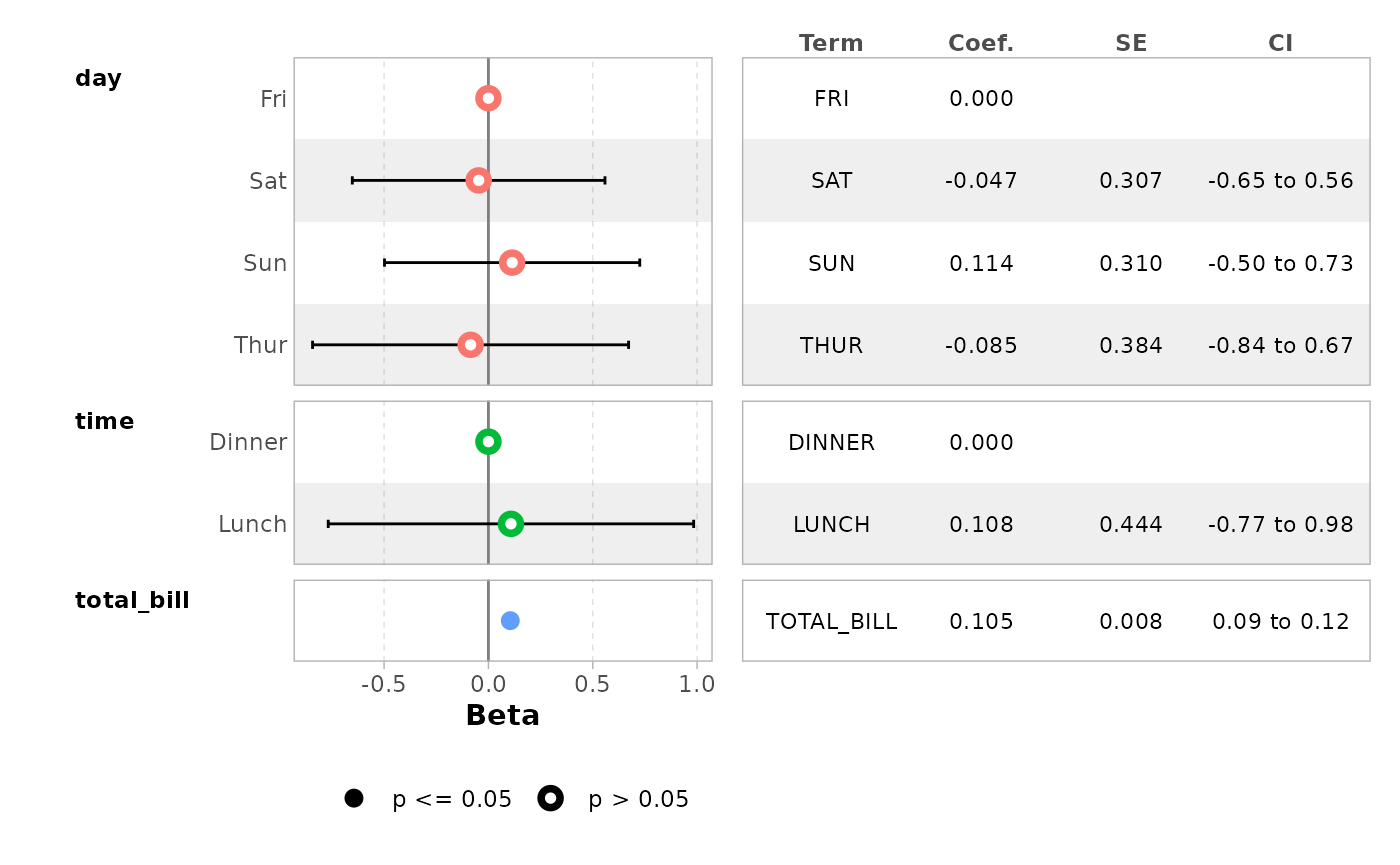 Term Coef. SE CI
day
Fri FRI 0.000
Sat SAT -0.047 0.307 -0.65 to 0.56
Sun SUN 0.114 0.310 -0.50 to 0.73
Thur THUR -0.085 0.384 -0.84 to 0.67
time
Dinner DINNER 0.000
Lunch LUNCH 0.108 0.444 -0.77 to 0.98
total_bill
TOTAL_BILL 0.105 0.008 0.09 to 0.12
-0.5 0.0 0.5 1.0
Beta
p <= 0.05 p > 0.05